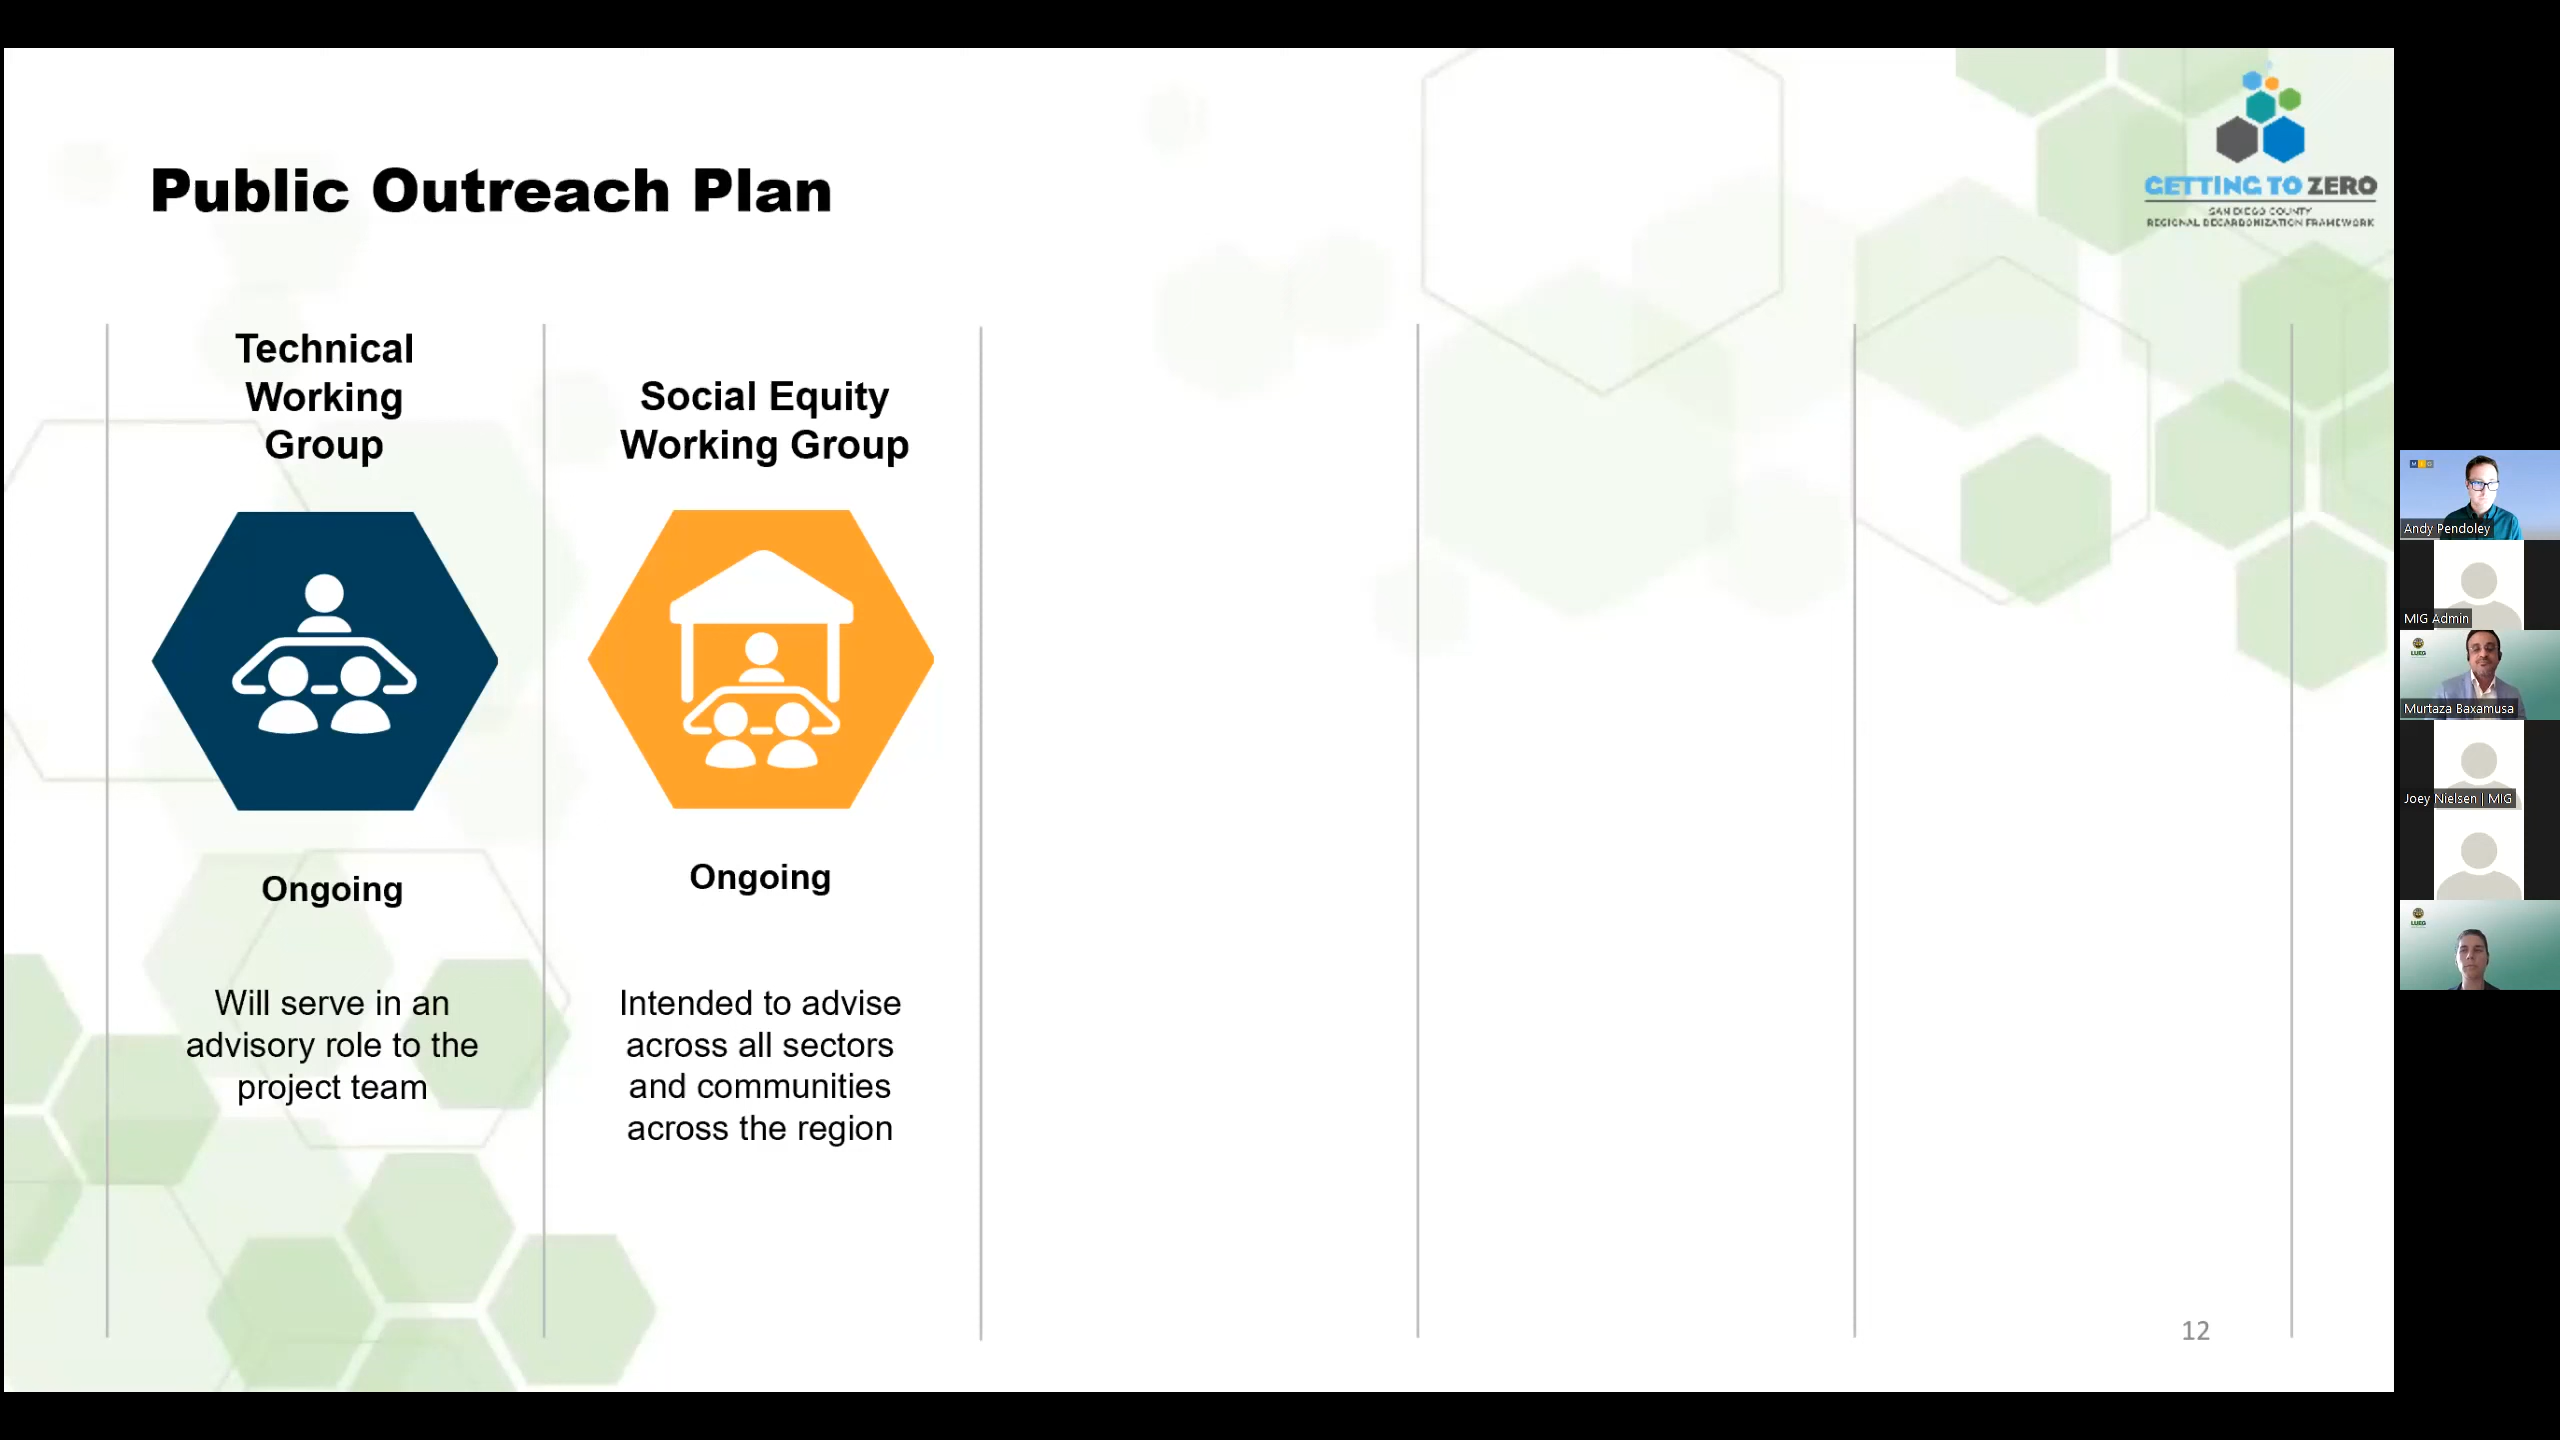 Public Outreach Plan
GETTING TO ZERO
SAN DIEGO COUNTY
REGIONAL DECARBONIZATION FRAMEWORK
Technical
Working
Group
Ongoing
Will serve in an
advisory role to the
project team
Social Equity
Working Group
Ongoing
Intended to advise
across all sectors
and communities
across the region
12
Andy Pendoley
MIG Admin
LUEG
Murtaza Baxamusa
Joey Nielsen | MIG
LUEG